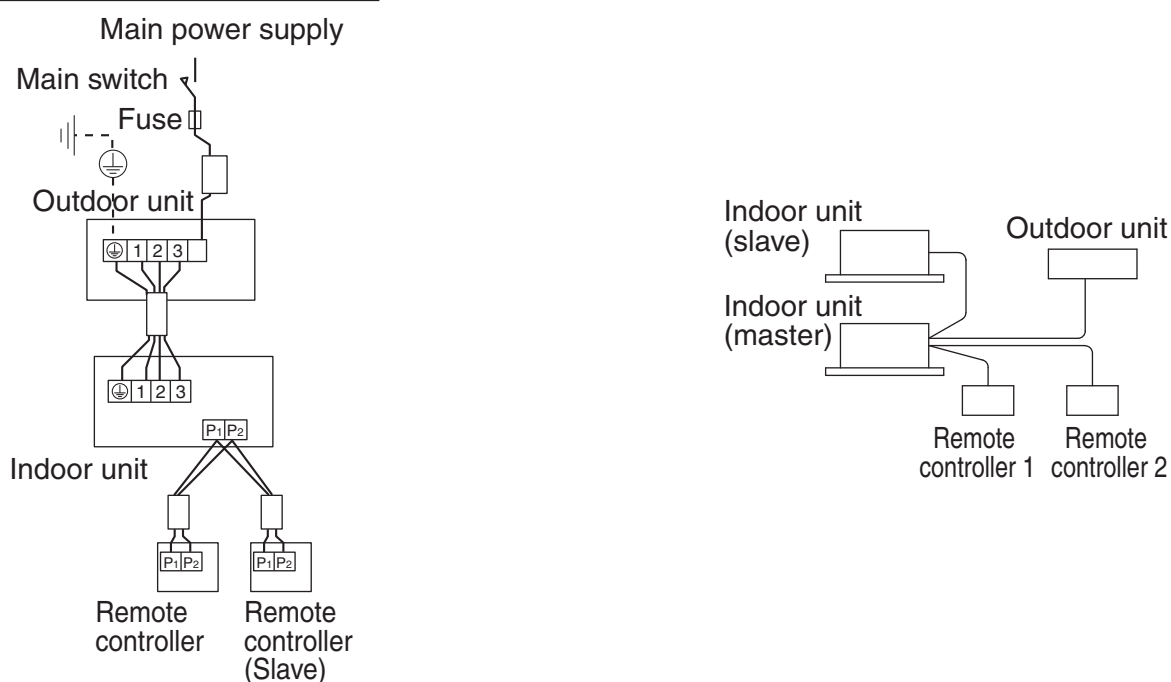 Main power supply
Main switch
Fuse
Outdoor unit
1 2 3
1 2 3
P1 P2
Indoor unit
P1 P2
P1 P2
Remote
controller
Remote
controller
(Slave)
Indoor unit
(slave)
Outdoor unit
Indoor unit
(master)
Remote
controller 1
Remote
controller 2